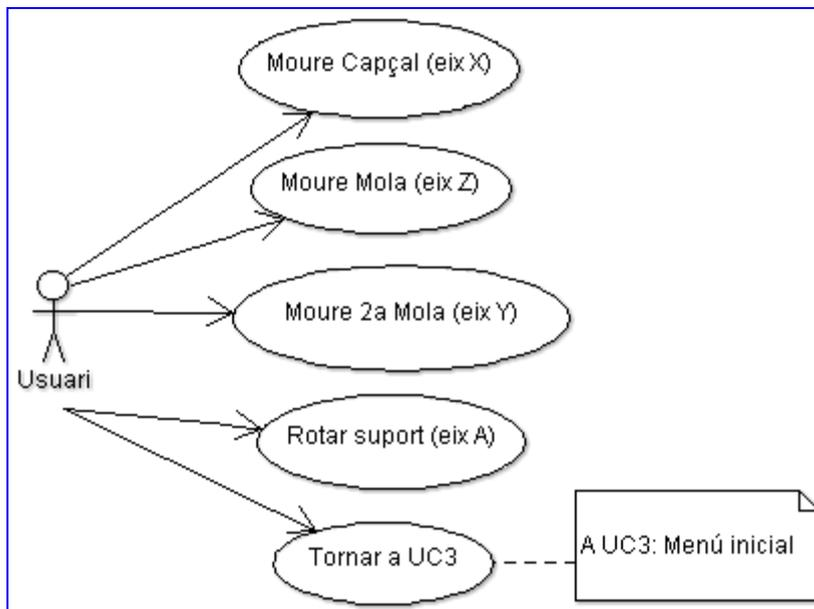 Moure Capçal (eix X)
Moure Mola (eix Z)
Moure 2a Mola (eix Y)
Usuari
Rotar suport (eix A)
Tornar a UC3
A UC3: Menú inicial